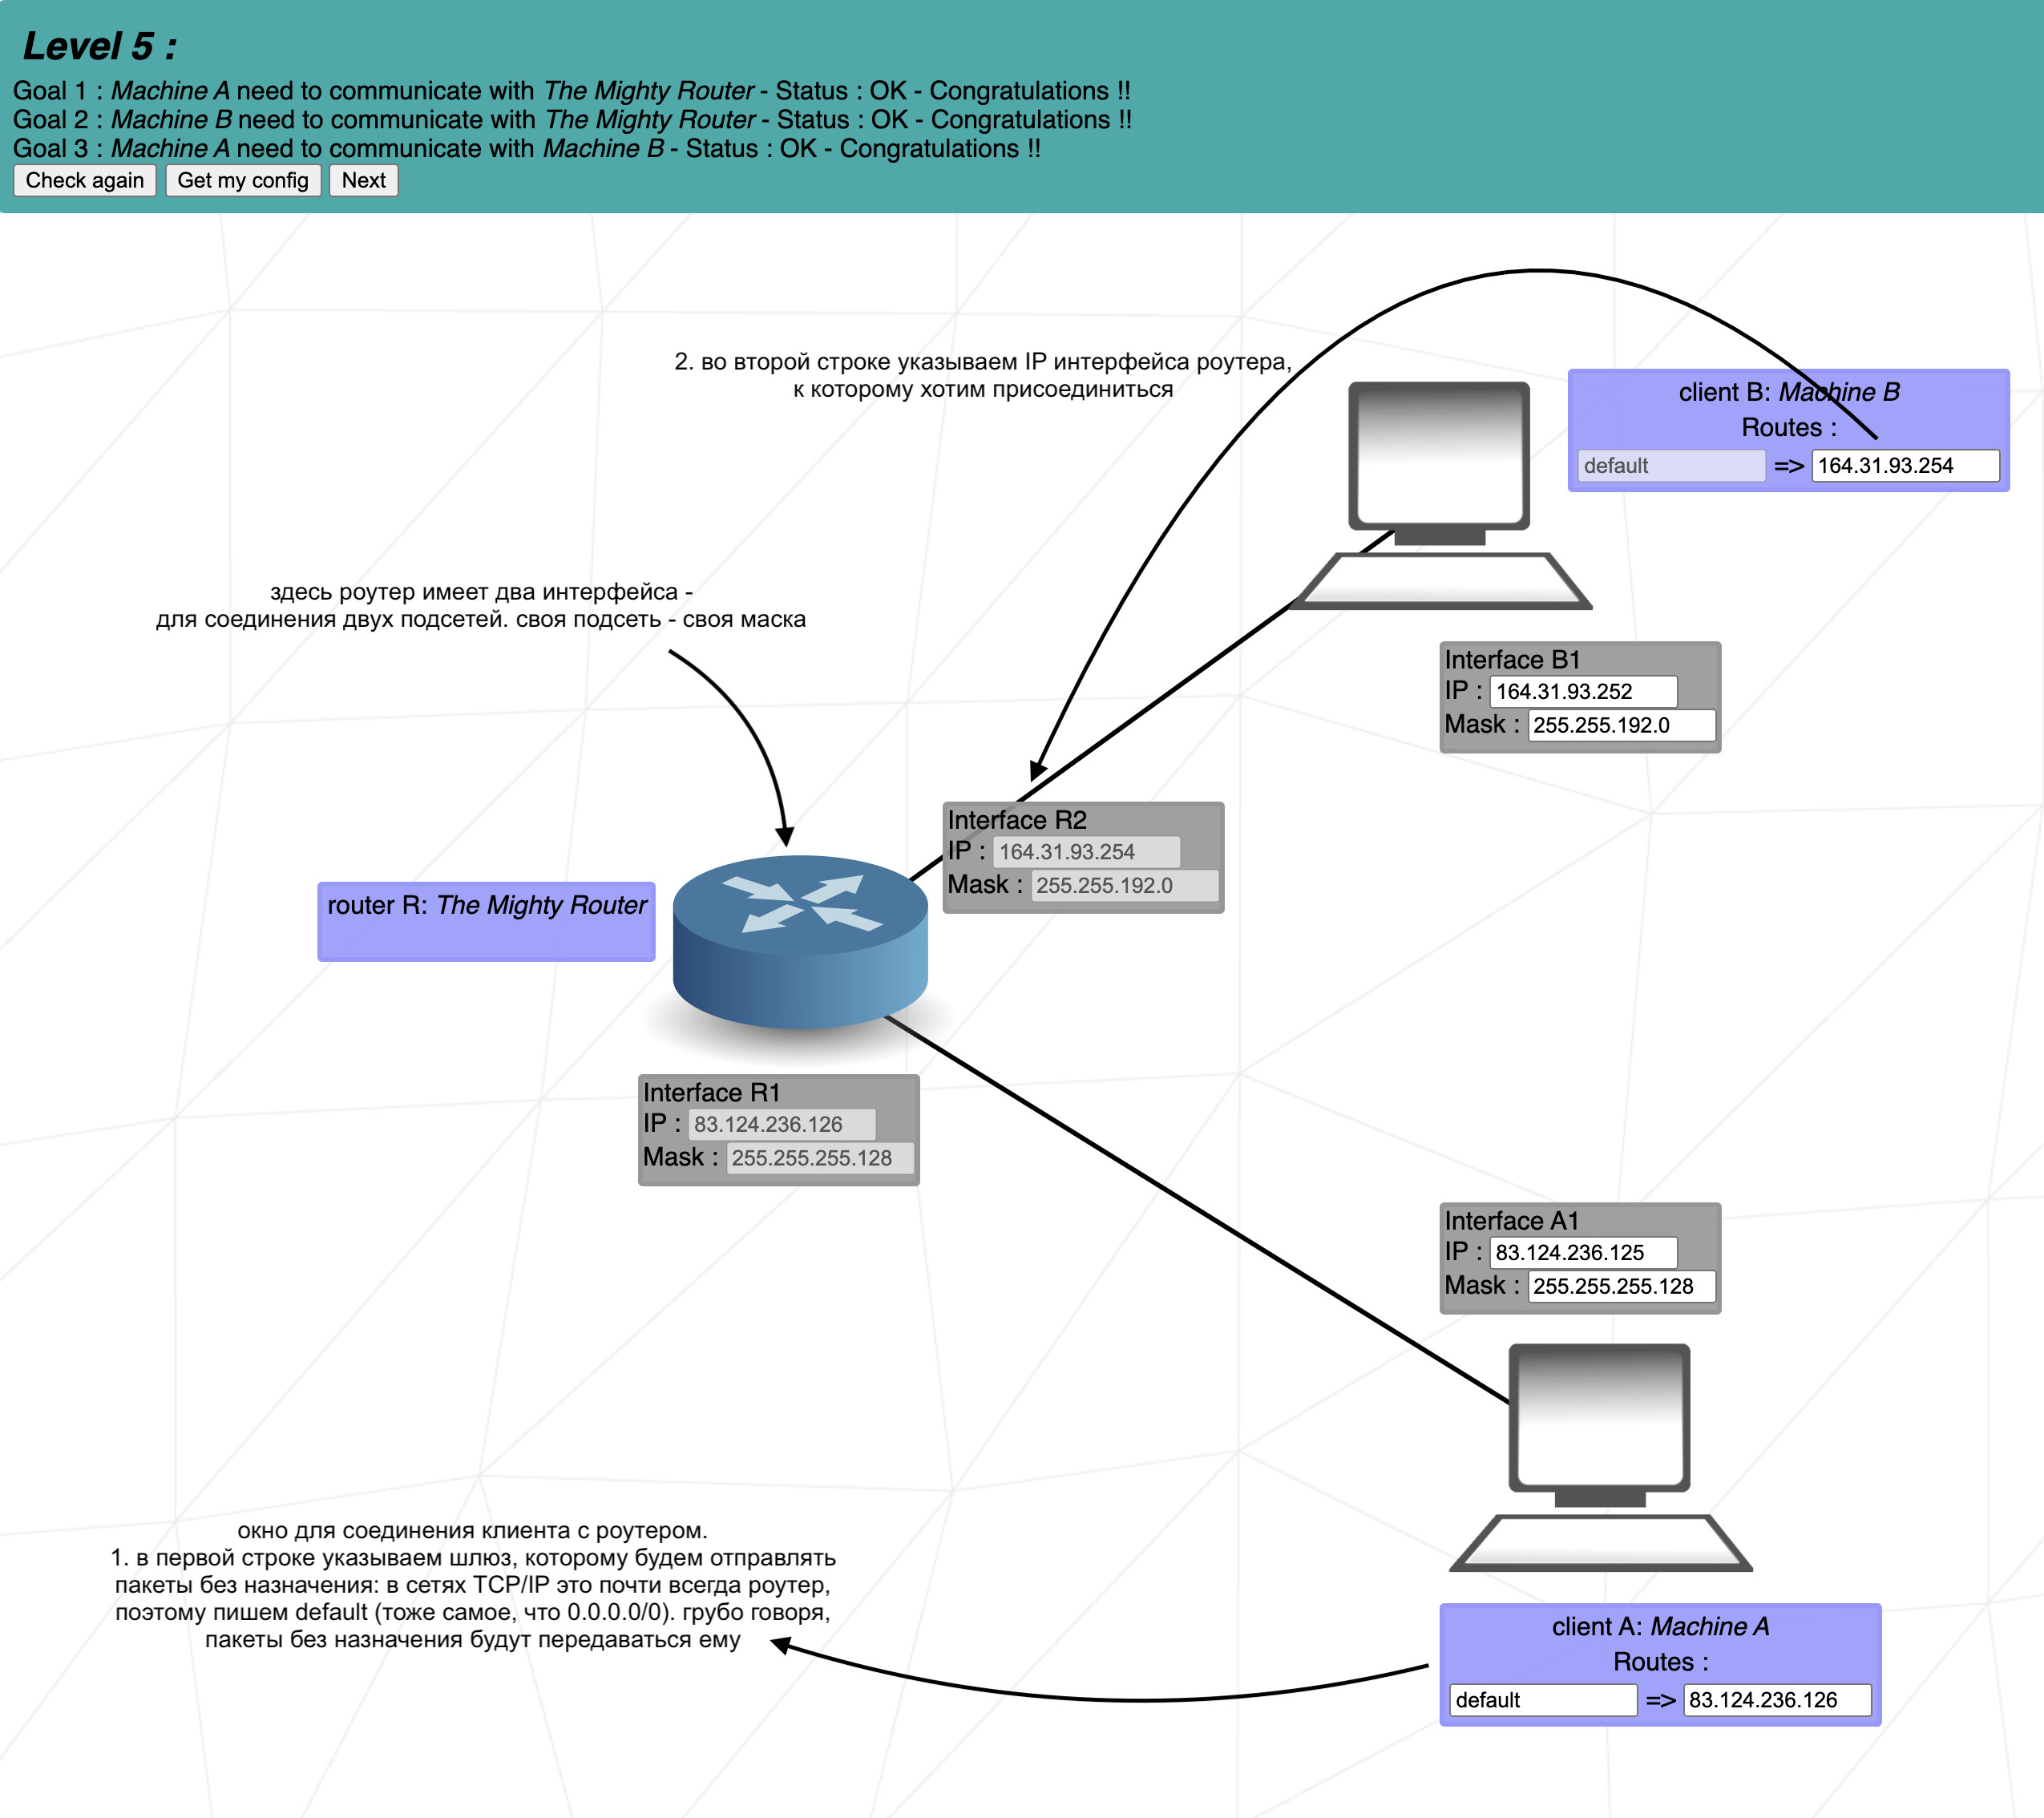 Level 5 :
Goal 1 : Machine A need to communicate with The Mighty Router - Status : OK - Congratulations !!
Goal 2 : Machine B need to communicate with The Mighty Router - Status : OK - Congratulations !!
Goal 3 : Machine A need to communicate with Machine B - Status : OK - Congratulations !!
Check again Get my config Next
2. во второй строке указываем IP интерфейса роутера,
к которому хотим присоединиться
client B: Machine B
Routes :
default => 164.31.93.254
здесь роутер имеет два интерфейса -
для соединения двух подсетей. своя подсеть - своя маска
Interface B1
IP : 164.31.93.252
Mask : 255.255.192.0
Interface R2
IP : 164.31.93.254
Mask : 255.255.192.0
router R: The Mighty Router
Interface R1
IP : 83.124.236.126
Mask : 255.255.255.128
Interface A1
IP : 83.124.236.125
Mask : 255.255.255.128
окно для соединения клиента с роутером.
1. в первой строке указываем шлюз, которому будем отправлять
пакеты без назначения: в сетях TCP/IP это почти всегда роутер,
поэтому пишем default (тоже самое, что 0.0.0.0/0). грубо говоря,
пакеты без назначения будут передаваться ему
client A: Machine A
Routes :
default => 83.124.236.126